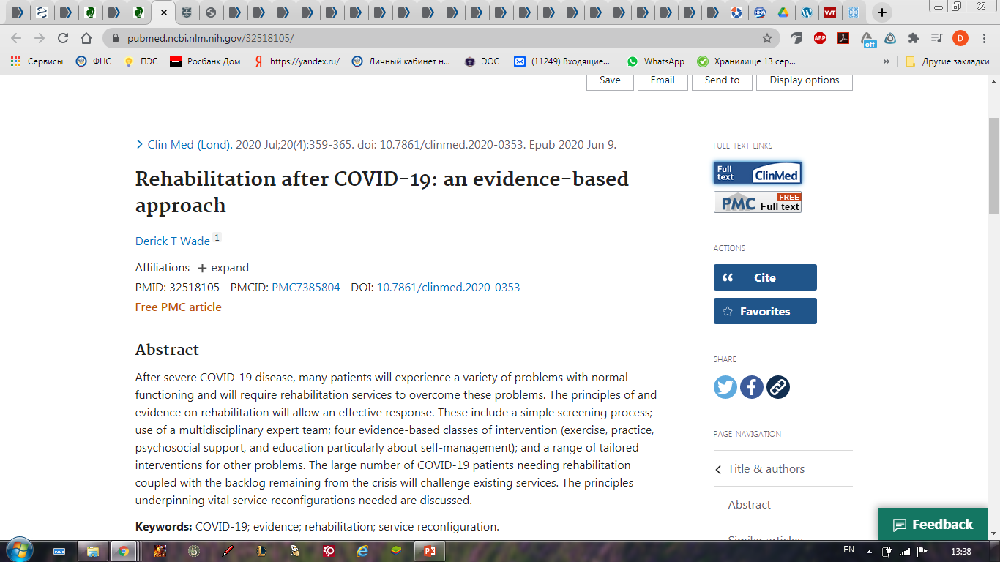 pubmed.ncbi.nlm.nih.gov/32518105/
ABP
off
D
HKA
WT
Сервисы
ФНС
ПЭС
Росбанк Дом
Я https://yandex.ru/
Личный кабинет н...
ЭОС
(11249) Входящие...
WhatsApp
Хранилище 13 сер...
»
Другие закладки
Save
Email
Send to
Display options
Clin Med (Lond). 2020 Jul;20(4):359-365. doi: 10.7861/clinmed.2020-0353. Epub 2020 Jun 9.
Rehabilitation after COVID-19: an evidence-based
approach
Derick T Wade 1
Affiliations + expand
PMID: 32518105 PMCID: PMC7385804 DOI: 10.7861/clinmed.2020-0353
Free PMC article
Abstract
After severe COVID-19 disease, many patients will experience a variety of problems with normal
functioning and will require rehabilitation services to overcome these problems. The principles of and
evidence on rehabilitation will allow an effective response. These include a simple screening process;
use of a multidisciplinary expert team; four evidence-based classes of intervention (exercise, practice,
psychosocial support, and education particularly about self-management); and a range of tailored
interventions for other problems. The large number of COVID-19 patients needing rehabilitation
coupled with the backlog remaining from the crisis will challenge existing services. The principles
underpinning vital service reconfigurations needed are discussed.
Keywords: COVID-19; evidence; rehabilitation; service reconfiguration.
FULL TEXT LINKS
Full
text ClinMed
PMC FREE
Full text
ACTIONS
Cite
Favorites
SHARE
PAGE NAVIGATION
Title & authors
Abstract
Similar articles
Feedback
EN
13:38